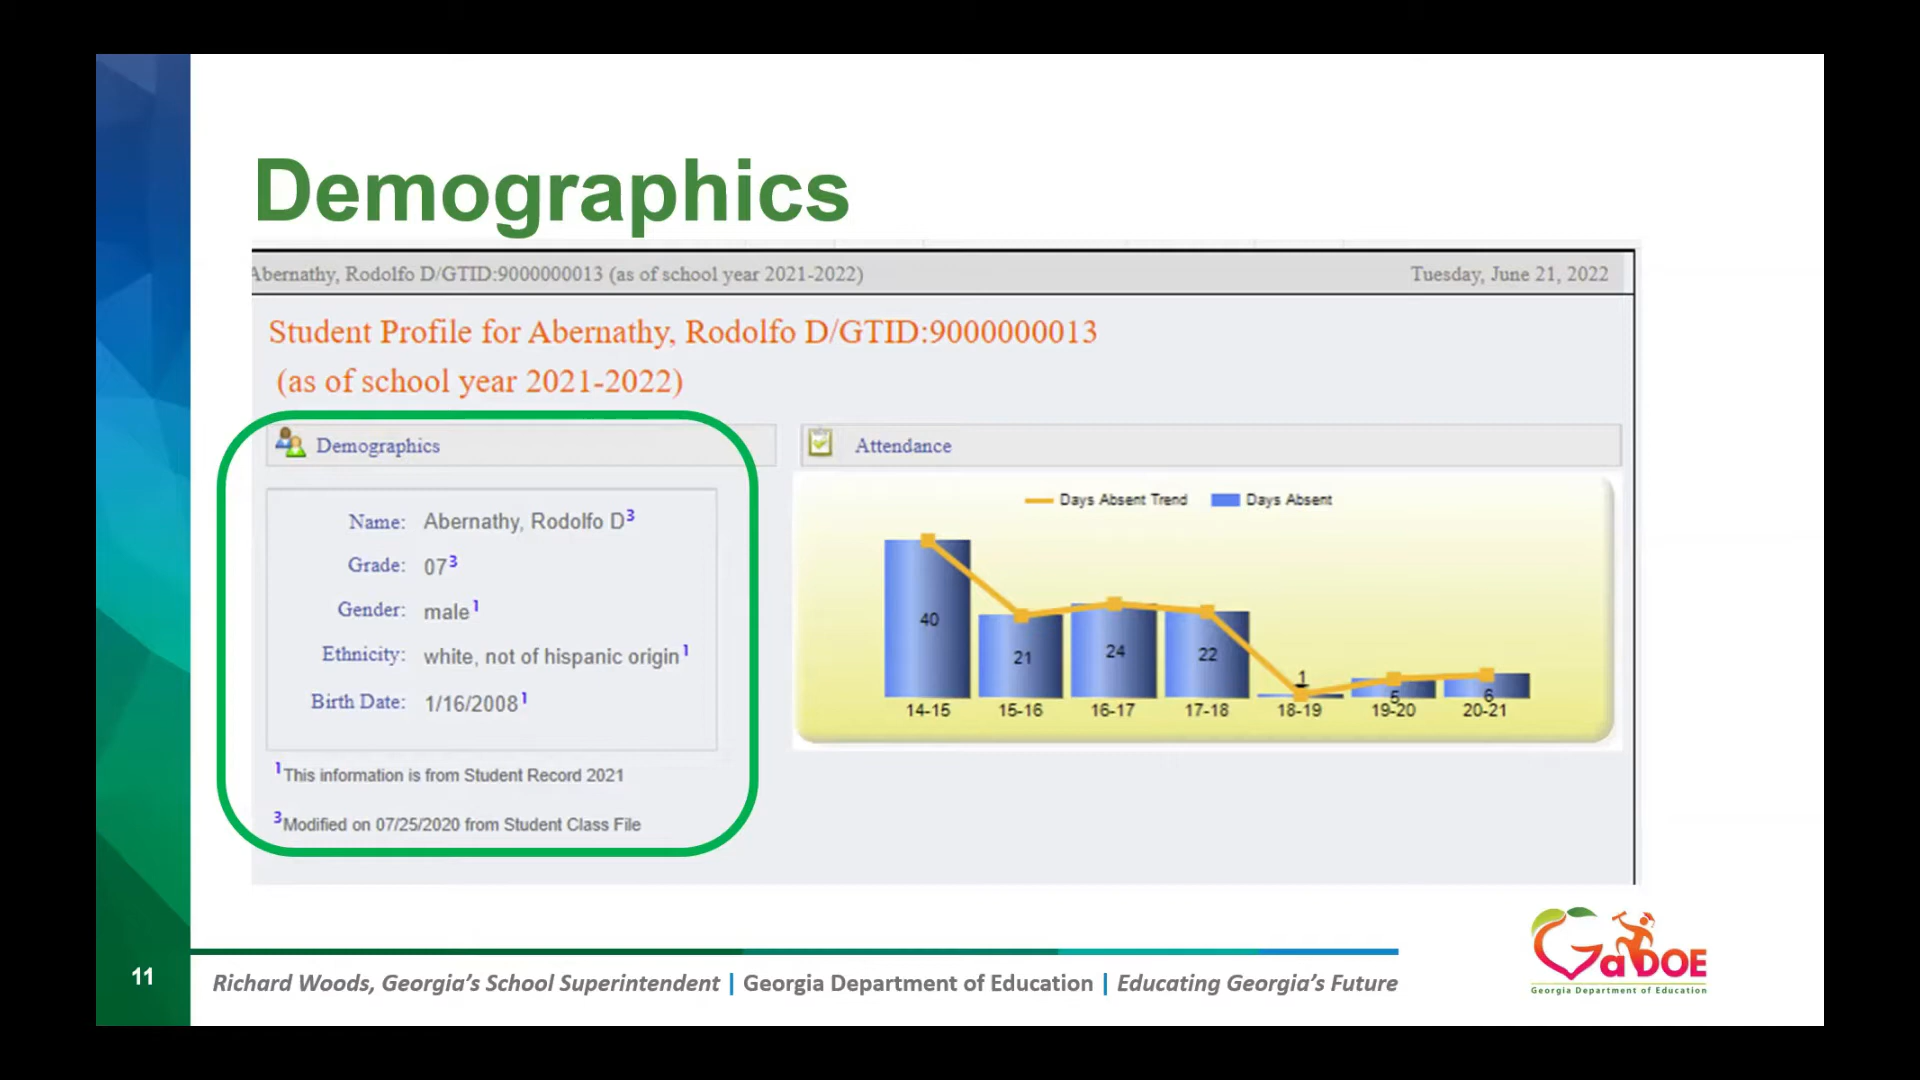 Demographics
Abernathy, Rodolfo D/GTID:9000000013 (as of school year 2021-2022)
Tuesday, June 21, 2022
Student Profile for Abernathy, Rodolfo D/GTID:9000000013
(as of school year 2021-2022)
Demographics
Name: Abernathy, Rodolfo D3
Grade: 073
Gender: male1
Ethnicity: white, not of hispanic origin1
Birth Date: 1/16/20081
1This information is from Student Record 2021
3Modified on 07/25/2020 from Student Class File
Attendance
Days Absent Trend Days Absent
40 21 24 22 1 5 6
14-15 15-16 16-17 17-18 18-19 19-20 20-21
11
Richard Woods, Georgia’s School Superintendent | Georgia Department of Education | Educating Georgia’s Future
GaDOE
Georgia Department of Education